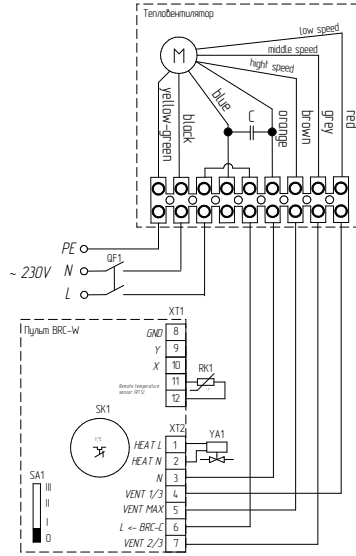 Тепловентилятор
low speed
middle speed
hight speed
M
yellow-green
black
blue
C
orange
brown
grey
red
PE
~ 230V N QF1
L
XT1
Пульт BRC-W
GND 8
Y 9
X 10
11 RK1
Remote temperature
sensor (RTS)
12
SK1
XT2
t°C
HEAT L 1 YA1
HEAT N 2
N 3
SA1
III
II
I
0
VENT 1/3 4
VENT MAX 5
L <- BRC-C 6
VENT 2/3 7